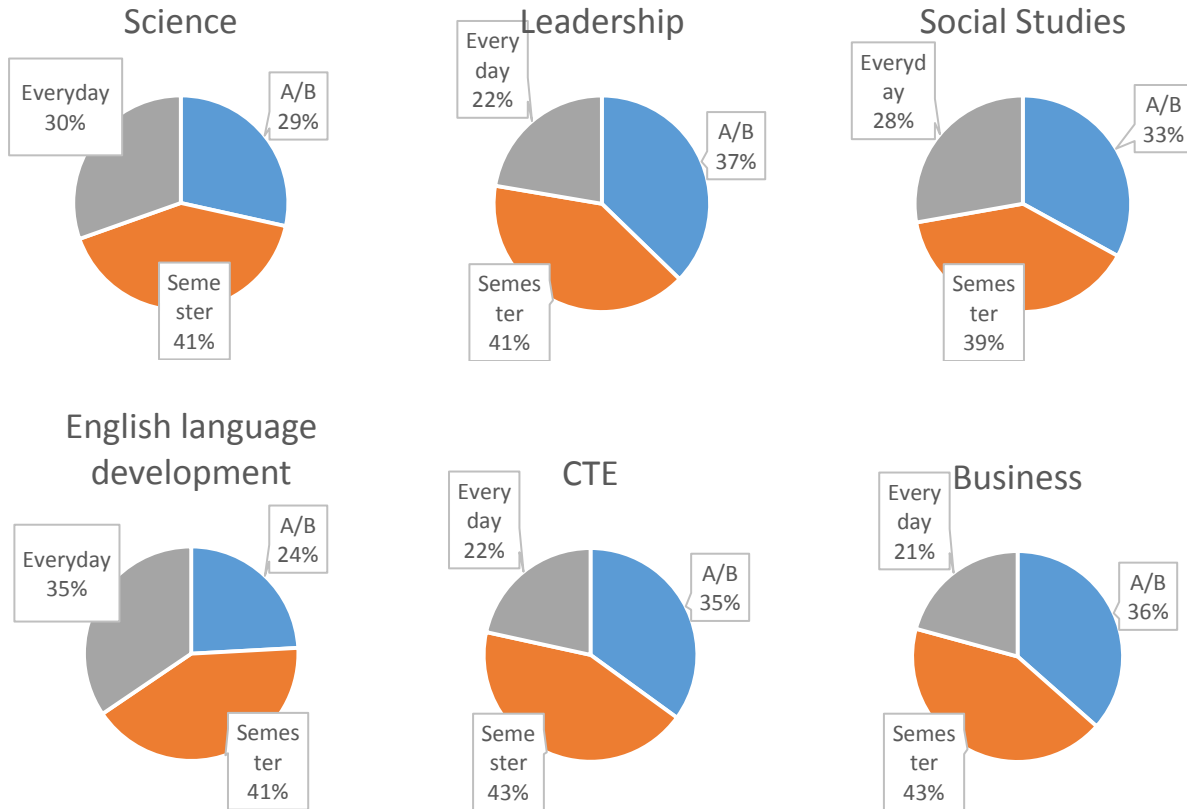 Science
Everyday
30%
A/B
29%
Seme
ster
41%
Leadership
Every
day
22%
A/B
37%
Semes
ter
41%
Social Studies
Everyd
ay
28%
A/B
33%
Semes
ter
39%
English language
development
Everyday
35%
A/B
24%
Semes
ter
41%
CTE
Every
day
22%
A/B
35%
Seme
ster
43%
Business
Every
day
21%
A/B
36%
Semes
ter
43%